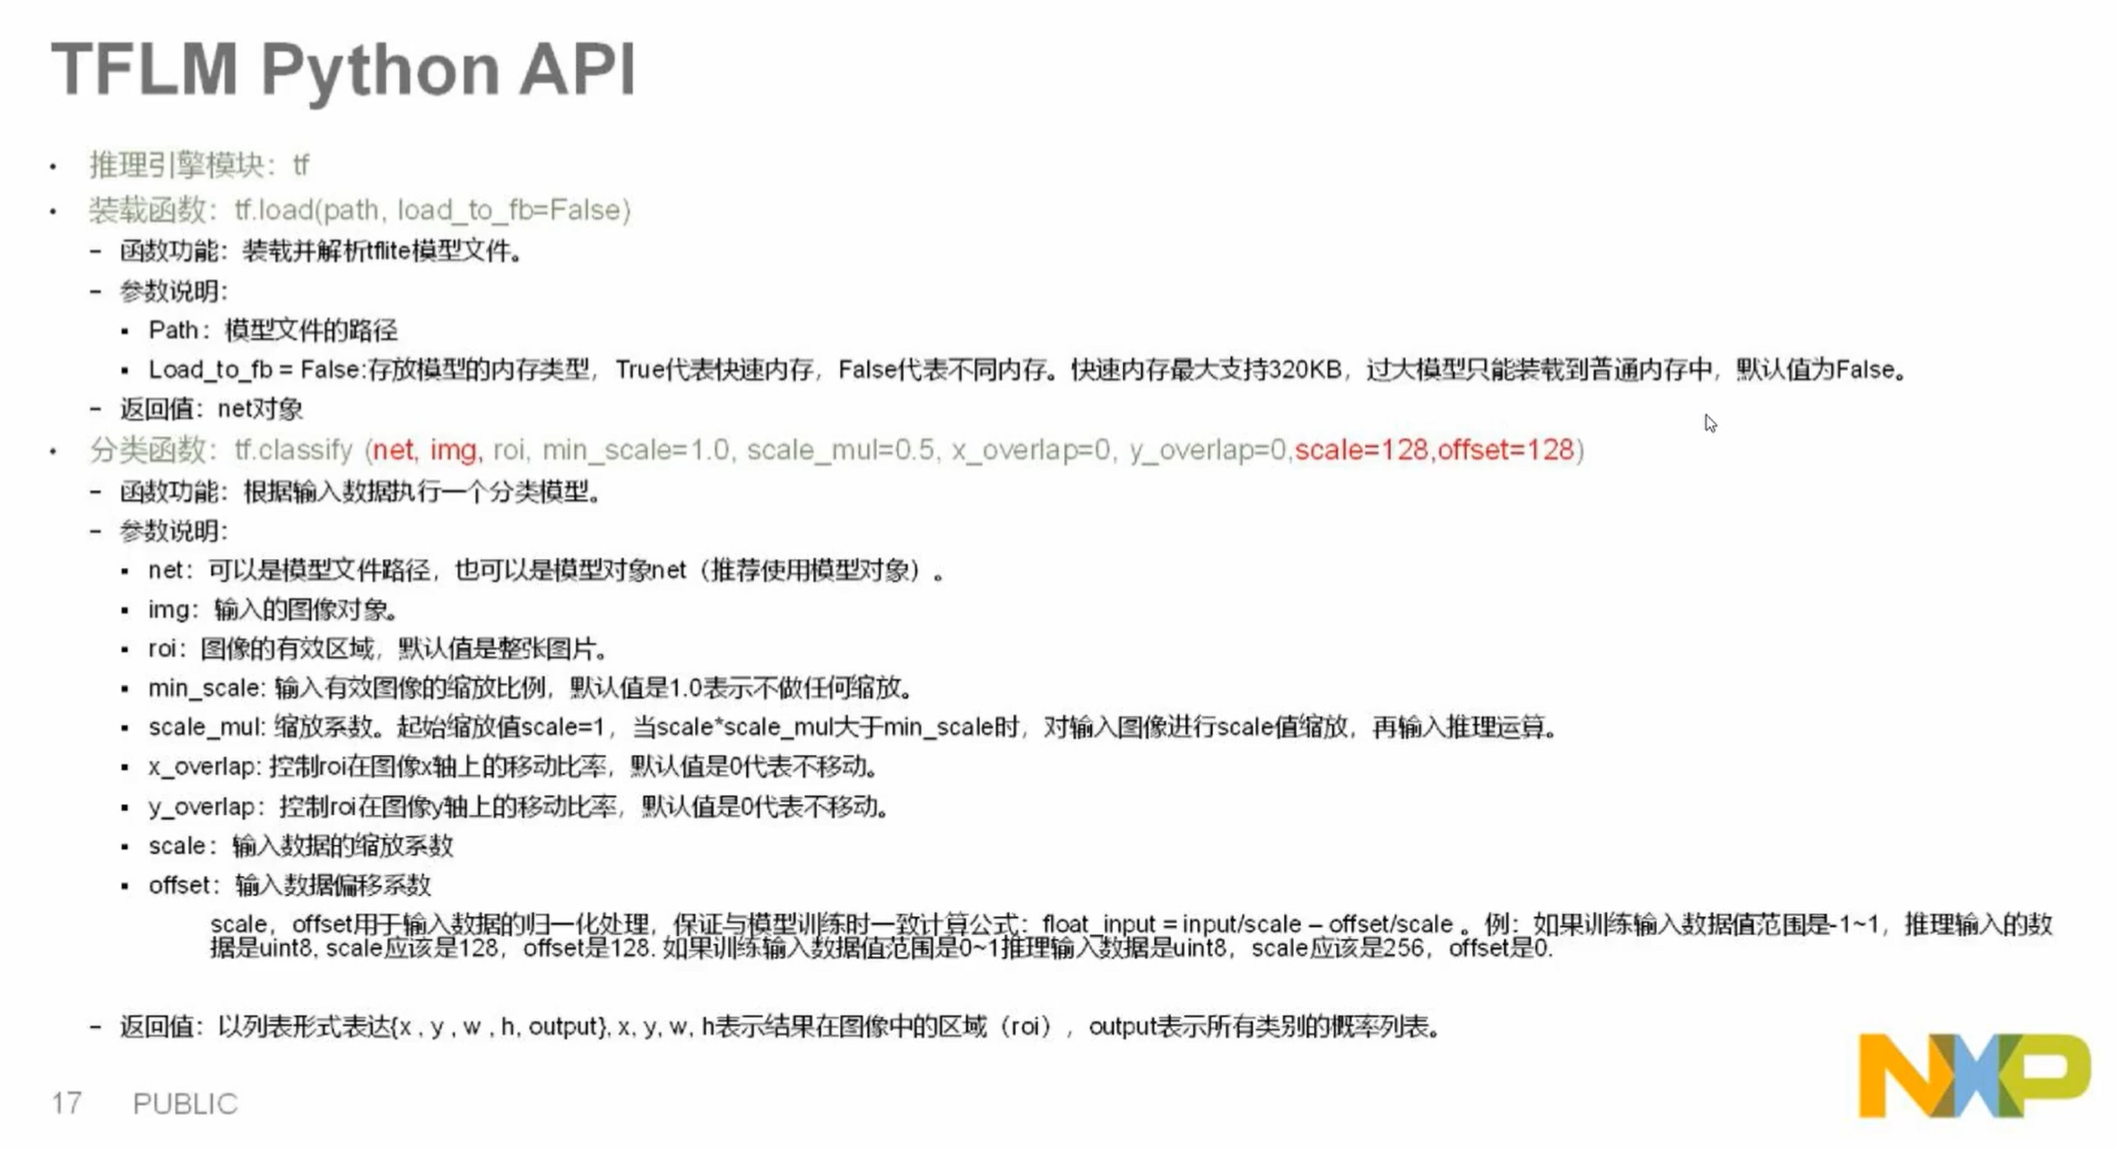 TFLM Python API
• 推理引擎模块：tf
• 装载函数：tf.load(path, load_to_fb=False)
– 函数功能：装载并解析tflite模型文件。
– 参数说明:
▪ Path：模型文件的路径
▪ Load_to_fb = False:存放模型的内存类型，True代表快速内存，False代表不同内存。快速内存最大支持320KB，过大模型只能装载到普通内存中，默认值为False。
– 返回值：net对象
• 分类函数：tf.classify (net, img, roi, min_scale=1.0, scale_mul=0.5, x_overlap=0, y_overlap=0,scale=128,offset=128)
– 函数功能：根据输入数据执行一个分类模型。
– 参数说明:
▪ net：可以是模型文件路径，也可以是模型对象net（推荐使用模型对象）。
▪ img：输入的图像对象。
▪ roi：图像的有效区域，默认值是整张图片。
▪ min_scale: 输入有效图像的缩放比例，默认值是1.0表示不做任何缩放。
▪ scale_mul: 缩放系数。起始缩放值scale=1，当scale*scale_mul大于min_scale时，对输入图像进行scale值缩放，再输入推理运算。
▪ x_overlap: 控制roi在图像x轴上的移动比率，默认值是0代表不移动。
▪ y_overlap：控制roi在图像y轴上的移动比率，默认值是0代表不移动。
▪ scale：输入数据的缩放系数
▪ offset：输入数据偏移系数
scale，offset用于输入数据的归一化处理，保证与模型训练时一致计算公式：float_input = input/scale – offset/scale 。例：如果训练输入数据值范围是-1~1，推理输入的数
据是uint8, scale应该是128，offset是128. 如果训练输入数据值范围是0~1推理输入数据是uint8，scale应该是256，offset是0.
– 返回值：以列表形式表达{x , y , w , h, output}, x, y, w, h表示结果在图像中的区域（roi），output表示所有类别的概率列表。
17 PUBLIC
NXP